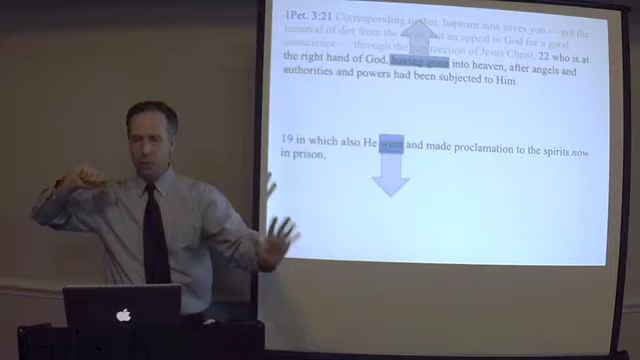 1Pet. 3:21 Corresponding to that, baptism now saves you-- not the
removal of dirt from the but an appeal to God for a good
conscience-- through the resurrection of Jesus Christ, 22 who is at
the right hand of God, having gone into heaven, after angels and
authorities and powers had been subjected to Him.
19 in which also He went and made proclamation to the spirits now
in prison,